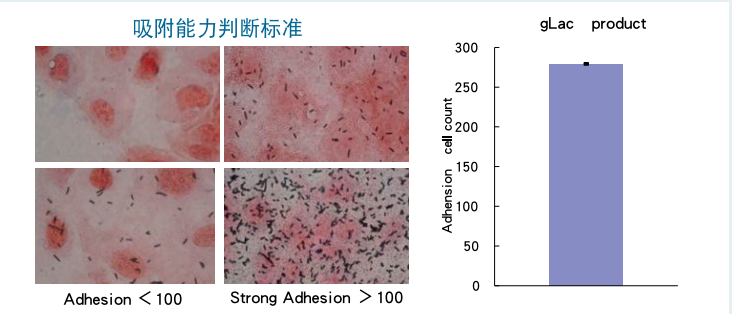 吸附能力判断标准
Adhesion < 100
Strong Adhesion > 100
gLac product
Adhension cell count
300
250
200
150
100
50
0